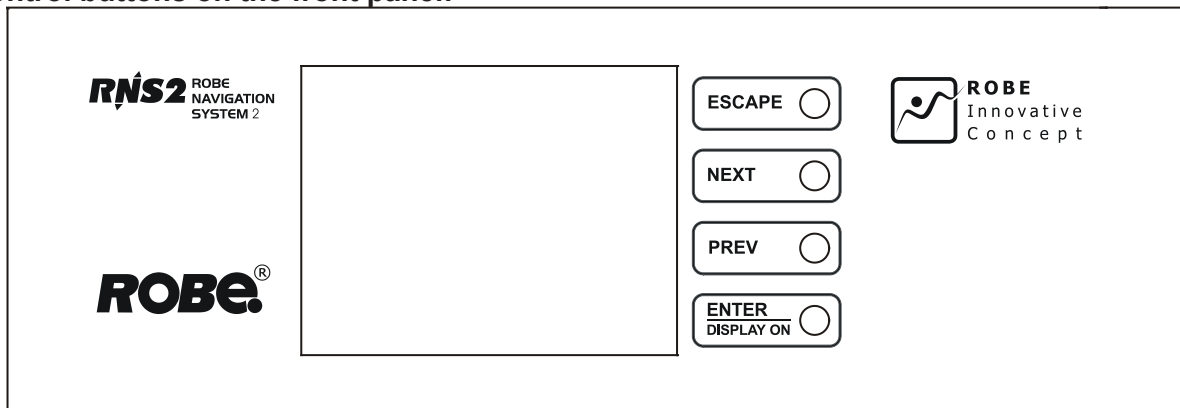 control buttons on the front panel:
RNS2 ROBE
NAVIGATION
SYSTEM 2
ROBE®
ESCAPE
NEXT
PREV
ENTER
DISPLAY ON
ROBE
Innovative
Concept